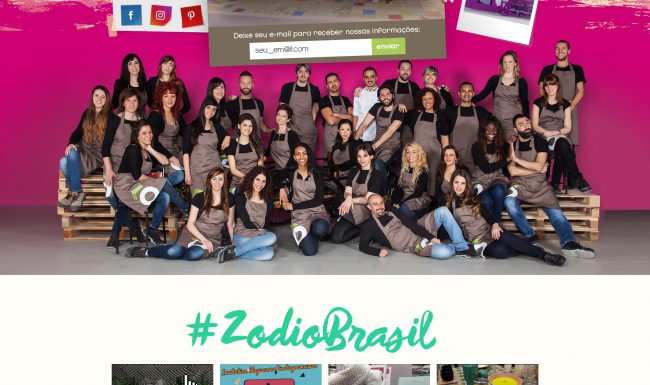 Deixe seu e-mail para receber nossas informações:
seu_em@il.com
enviar
#ZodioBrasil